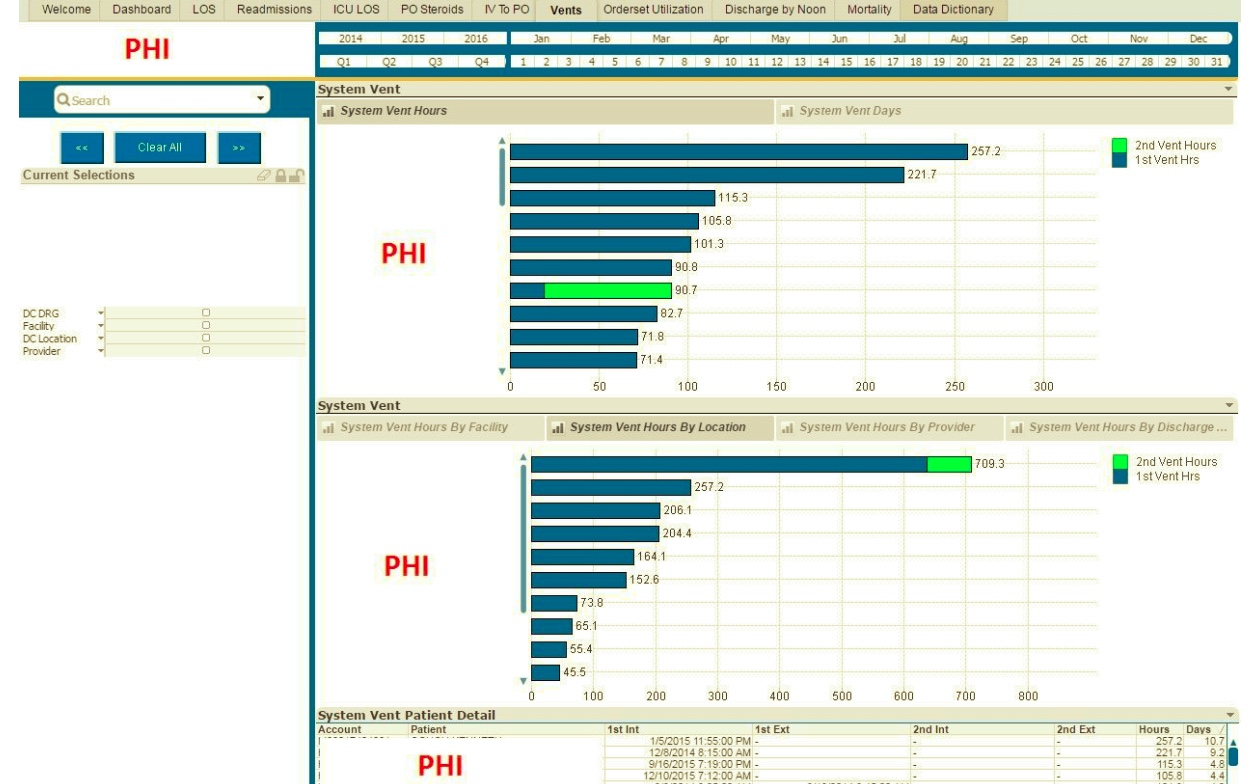 Welcome Dashboard LOS Readmissions ICU LOS PO Steroids IV To PO Vents Orderset Utilization Discharge by Noon Mortality Data Dictionary
PHI
2014 2015 2016 Jan Feb Mar Apr May Jun Jul Aug Sep Oct Nov Dec
Q1 Q2 Q3 Q4 1 2 3 4 5 6 7 8 9 10 11 12 13 14 15 16 17 18 19 20 21 22 23 24 25 26 27 28 29 30 31
Search
<< Clear All >>
Current Selections
DC DRG
Facility
DC Location
Provider
System Vent
System Vent Hours System Vent Days
PHI
257.2
221.7
115.3
105.8
101.3
90.8
90.7
82.7
71.8
71.4
0 50 100 150 200 250 300
2nd Vent Hours
1st Vent Hrs
System Vent
System Vent Hours By Facility System Vent Hours By Location System Vent Hours By Provider System Vent Hours By Discharge ...
PHI
709.3
257.2
206.1
204.4
164.1
152.6
73.8
65.1
55.4
45.5
0 100 200 300 400 500 600 700 800
2nd Vent Hours
1st Vent Hrs
System Vent Patient Detail
Account Patient 1st Int 1st Ext 2nd Int 2nd Ext Hours Days
1/5/2015 11:55:00 PM - - - 257.2 10.7
12/8/2014 8:15:00 AM - - - 221.7 9.2
PHI
9/16/2015 7:19:00 PM - - - 115.3 4.8
12/10/2015 7:12:00 AM - - - 105.8 4.4